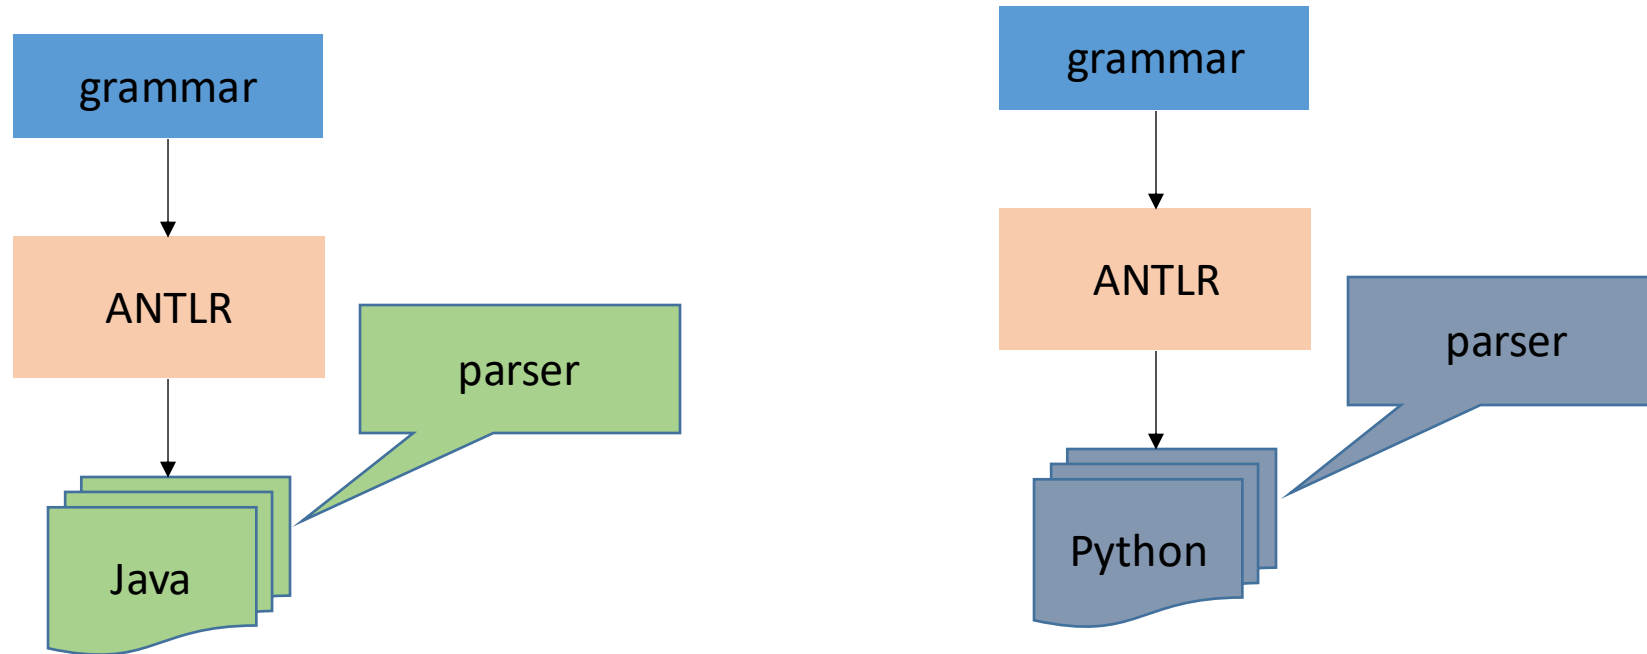 grammar
ANTLR
parser
Java
grammar
ANTLR
parser
Python